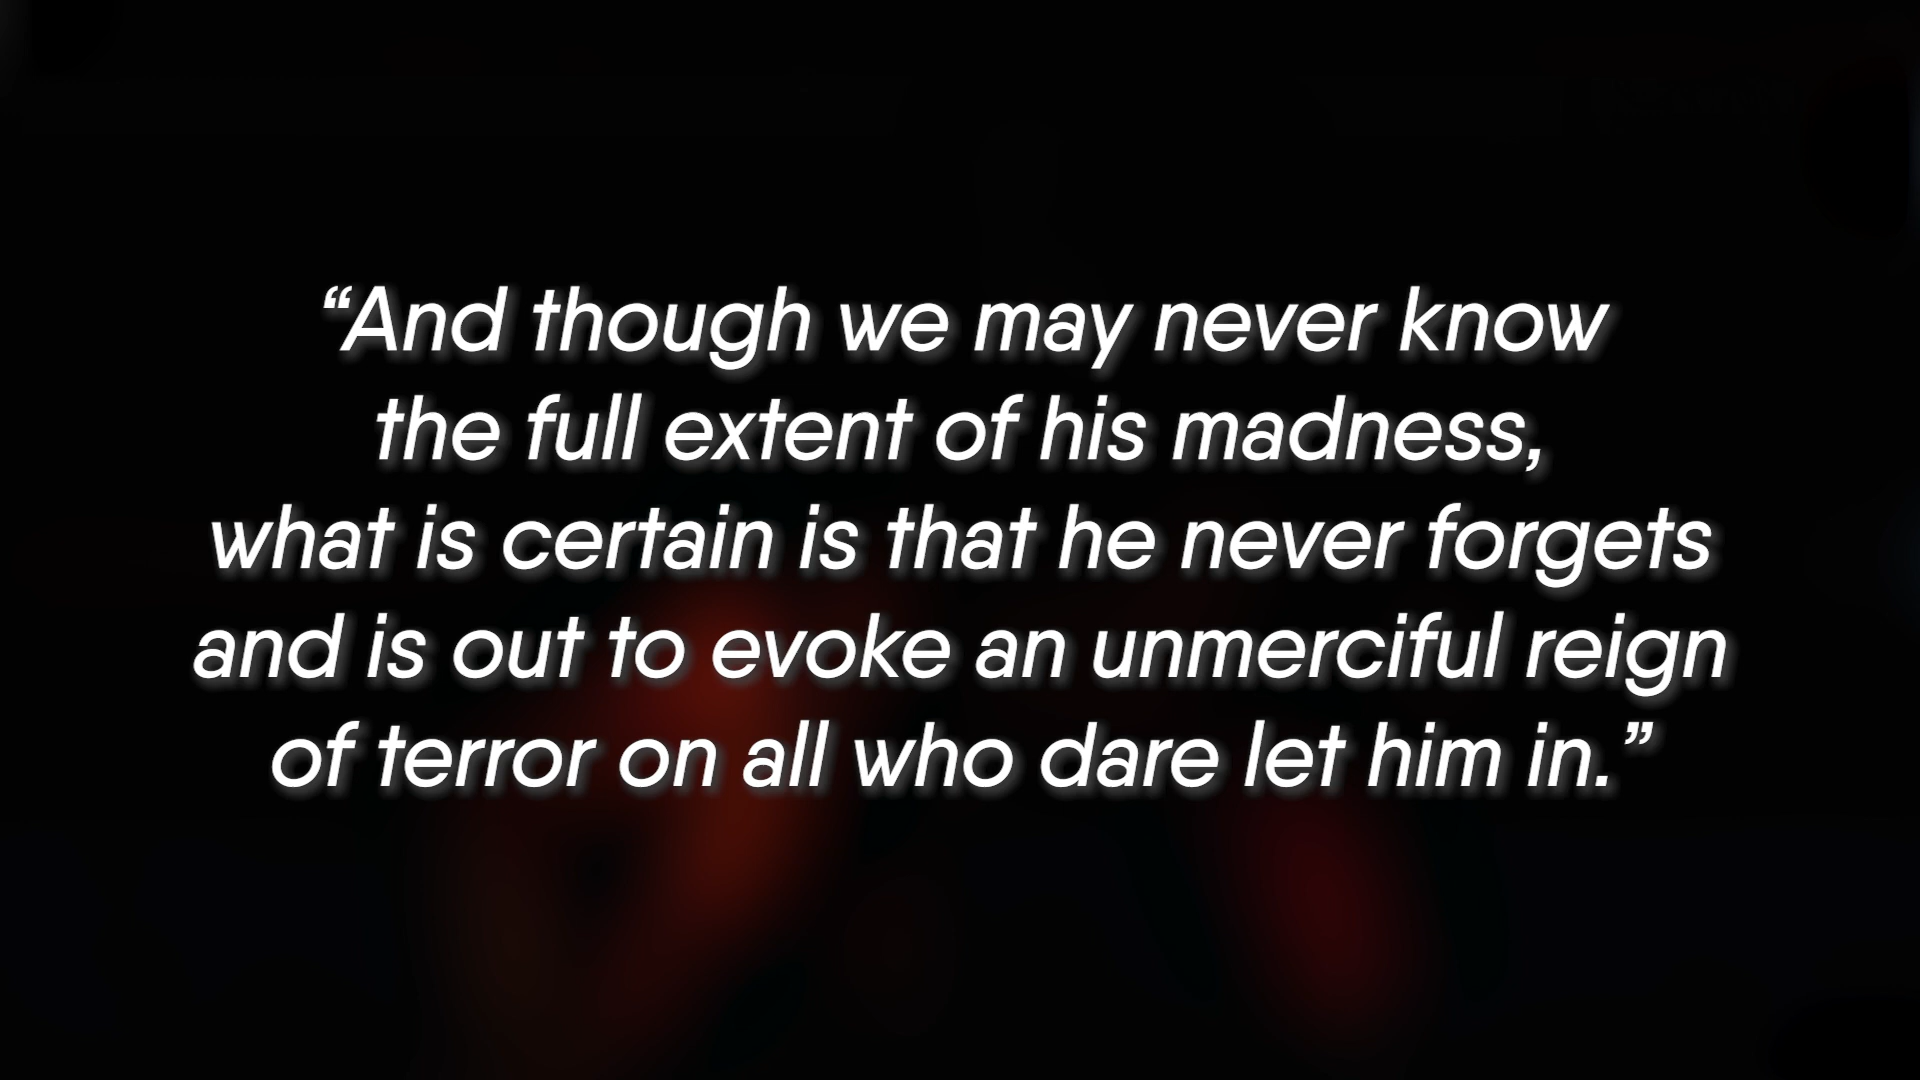 “And though we may never know
the full extent of his madness,
what is certain is that he never forgets
and is out to evoke an unmerciful reign
of terror on all who dare let him in.”